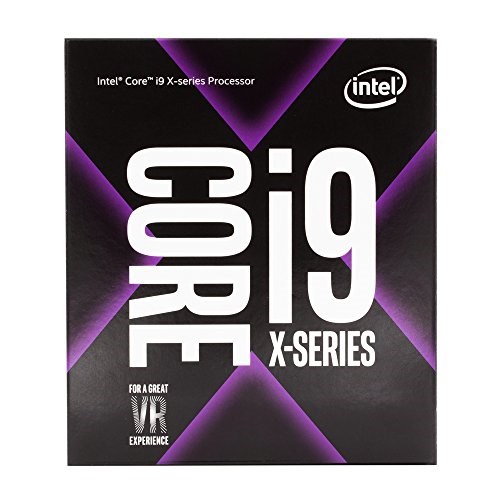 Intel® Core™ i9 X-series Processor
intel®
CORE
i9
X-SERIES
FOR A GREAT
VR
EXPERIENCE